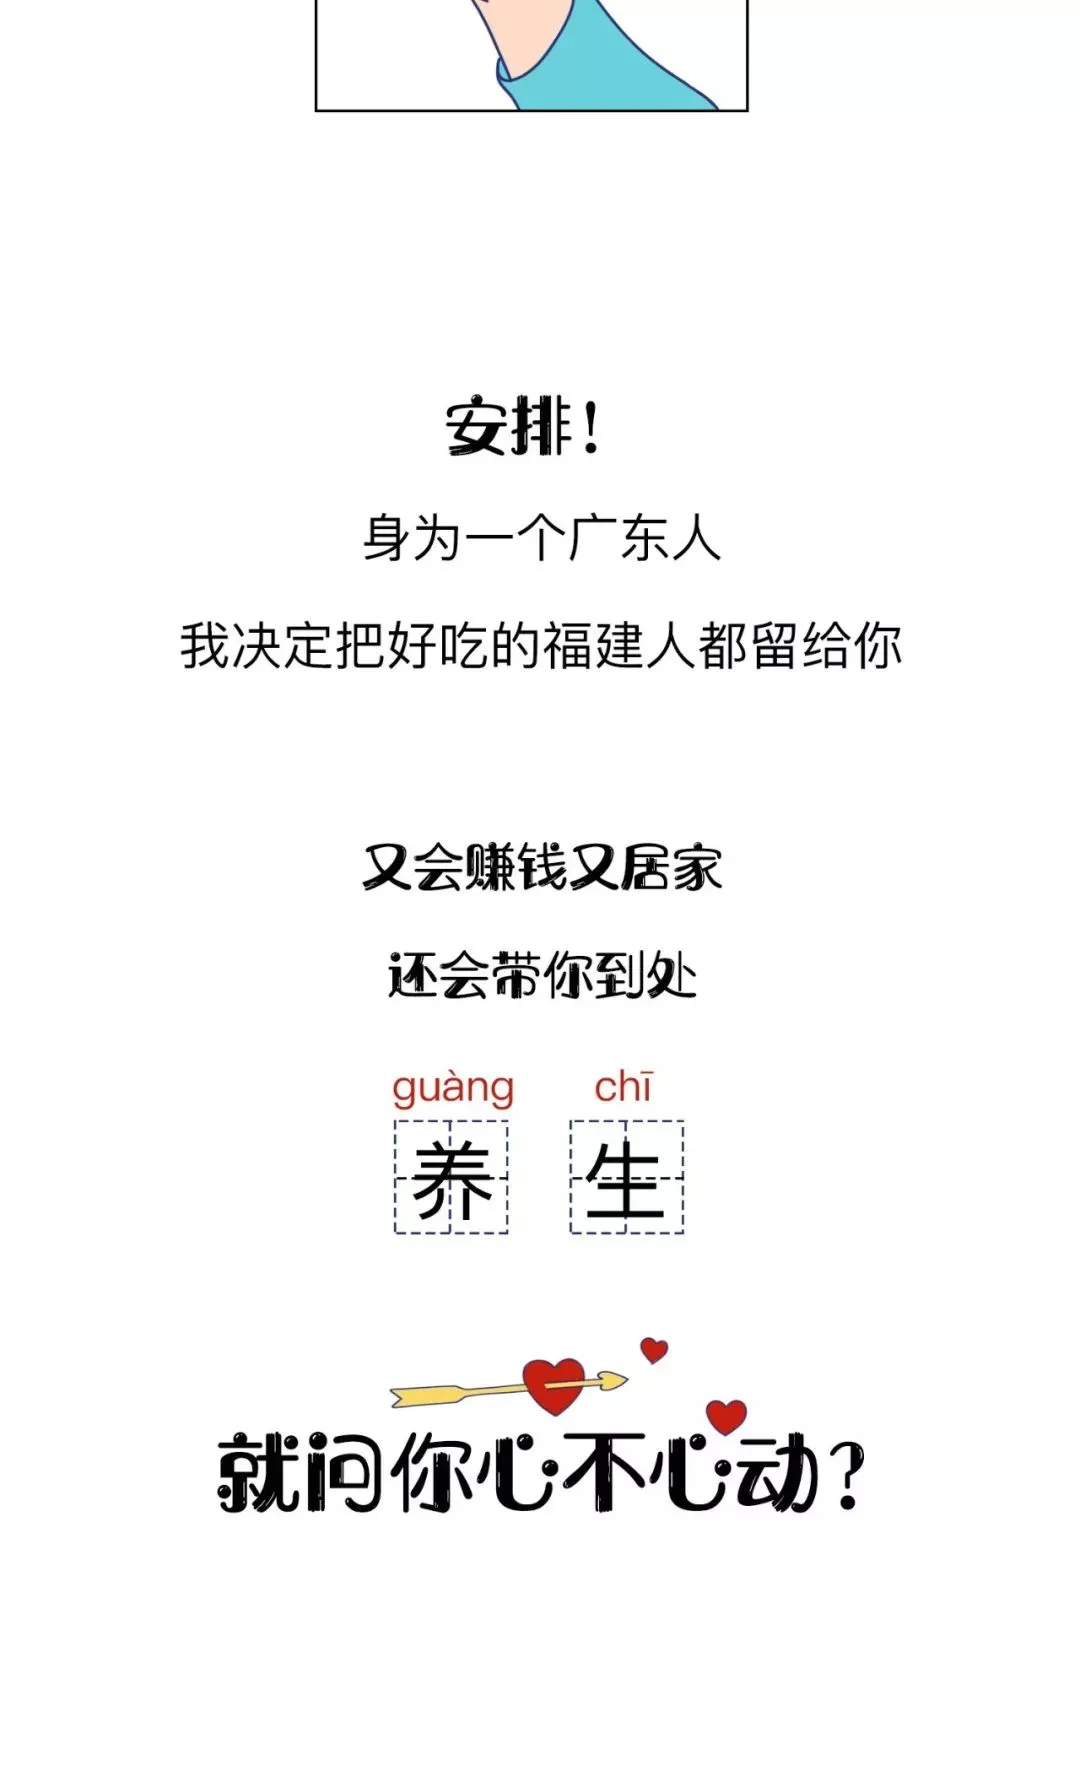 安排!
身为一个广东人
我决定把好吃的福建人都留给你
又会赚钱又居家
还会带你到处
guàng chī
养 生
就问你心不心动?